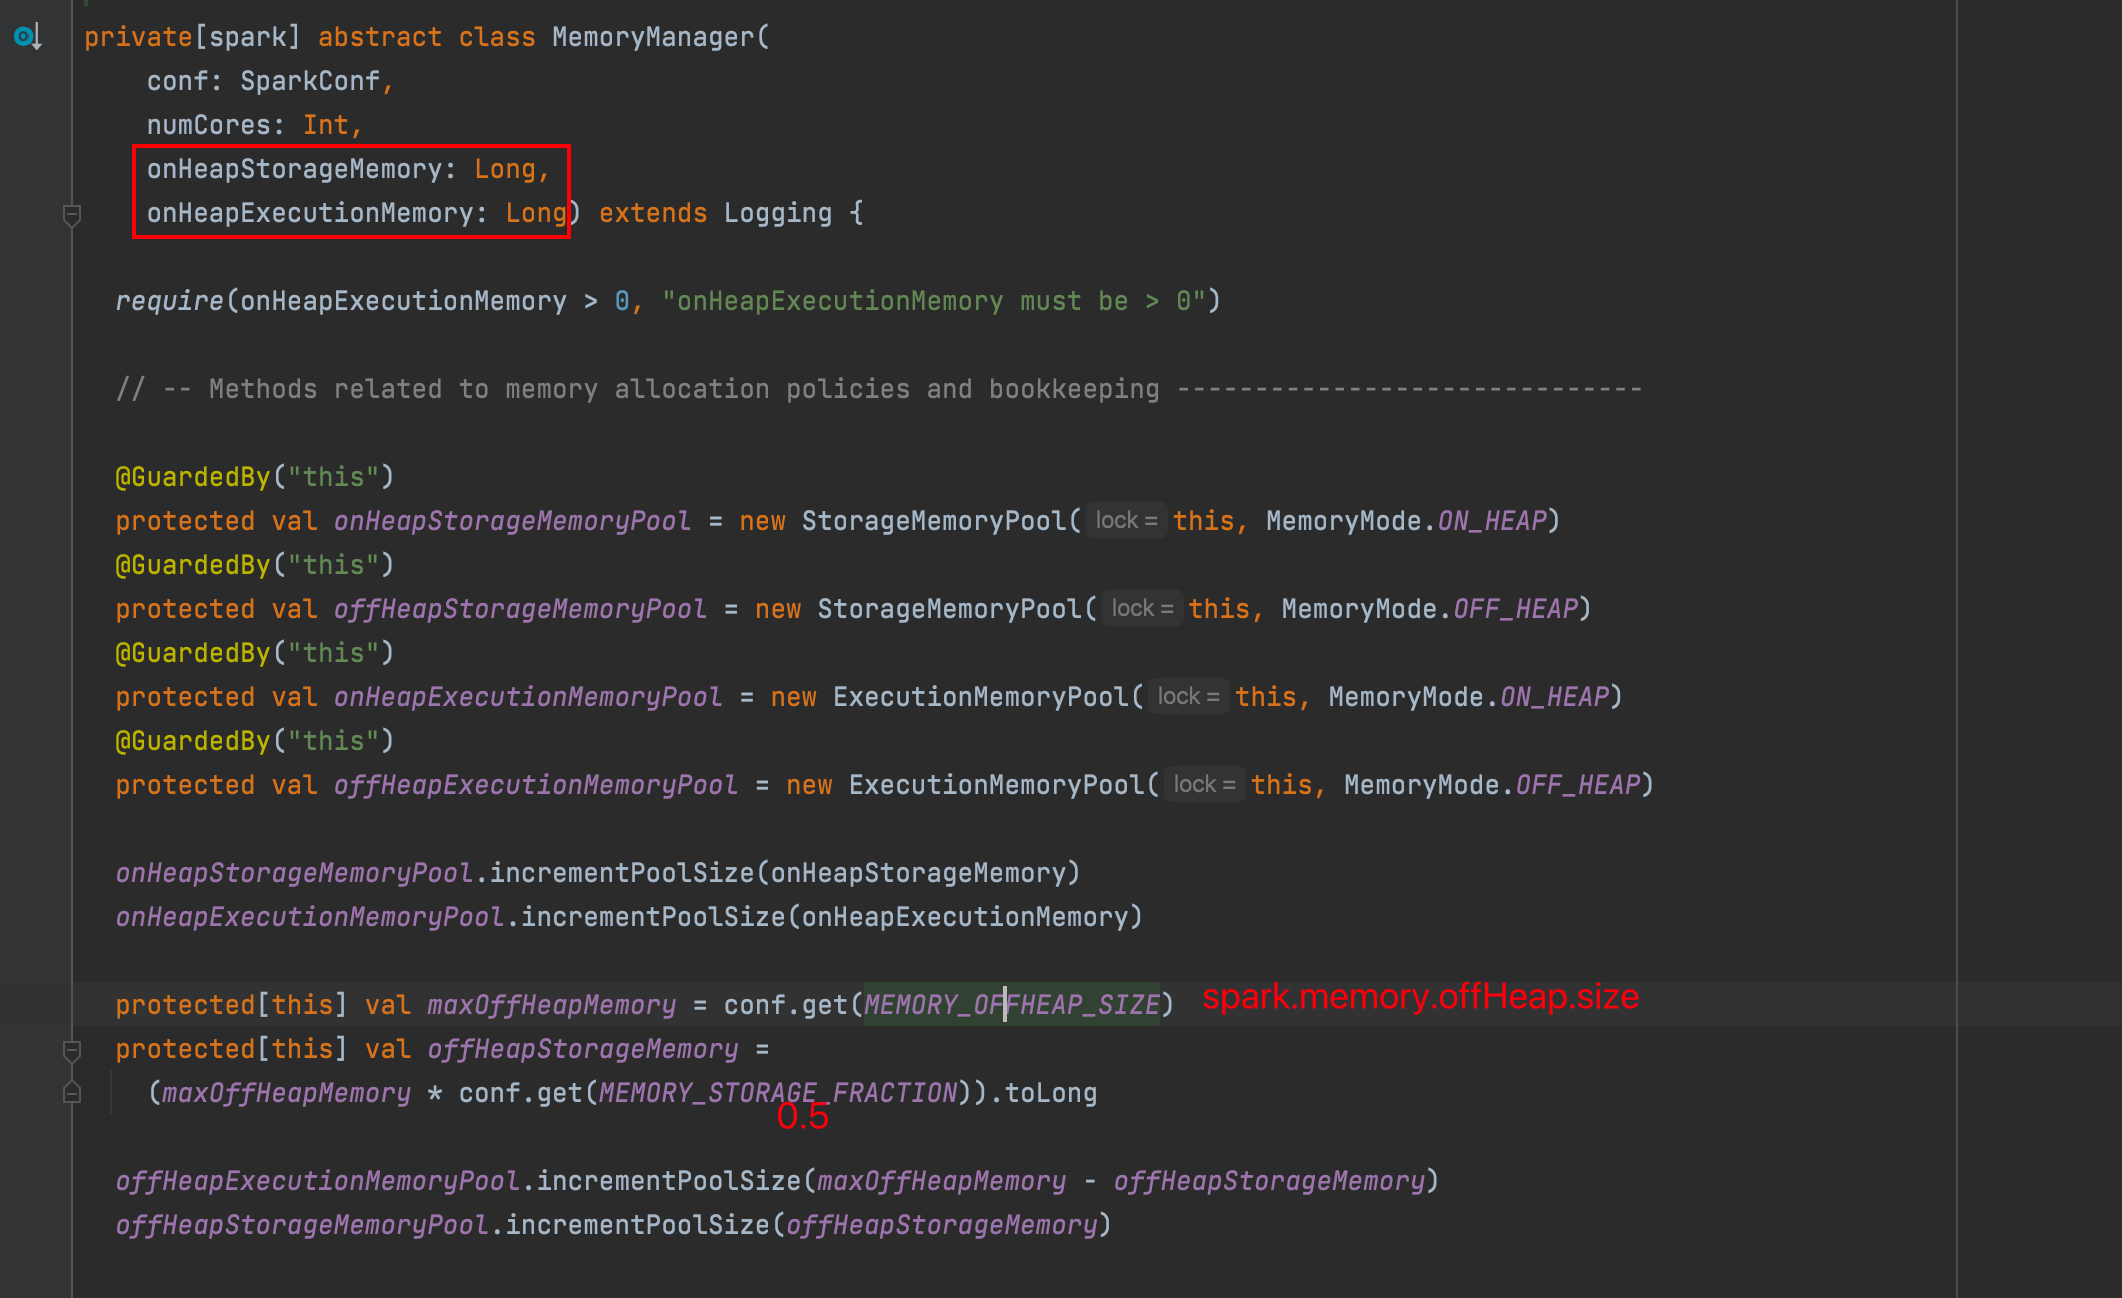 private[spark] abstract class MemoryManager(
    conf: SparkConf,
    numCores: Int,
    onHeapStorageMemory: Long,
    onHeapExecutionMemory: Long) extends Logging {
  require(onHeapExecutionMemory > 0, "onHeapExecutionMemory must be > 0")
  // -- Methods related to memory allocation policies and bookkeeping ------------------------------
  @GuardedBy("this")
  protected val onHeapStorageMemoryPool = new StorageMemoryPool( lock = this, MemoryMode.ON_HEAP)
  @GuardedBy("this")
  protected val offHeapStorageMemoryPool = new StorageMemoryPool( lock = this, MemoryMode.OFF_HEAP)
  @GuardedBy("this")
  protected val onHeapExecutionMemoryPool = new ExecutionMemoryPool( lock = this, MemoryMode.ON_HEAP)
  @GuardedBy("this")
  protected val offHeapExecutionMemoryPool = new ExecutionMemoryPool( lock = this, MemoryMode.OFF_HEAP)
  onHeapStorageMemoryPool.incrementPoolSize(onHeapStorageMemory)
  onHeapExecutionMemoryPool.incrementPoolSize(onHeapExecutionMemory)
  protected[this] val maxOffHeapMemory = conf.get(MEMORY_OFFHEAP_SIZE) spark.memory.offHeap.size
  protected[this] val offHeapStorageMemory =
    (maxOffHeapMemory * conf.get(MEMORY_STORAGE_FRACTION)).toLong
0.5
  offHeapExecutionMemoryPool.incrementPoolSize(maxOffHeapMemory - offHeapStorageMemory)
  offHeapStorageMemoryPool.incrementPoolSize(offHeapStorageMemory)